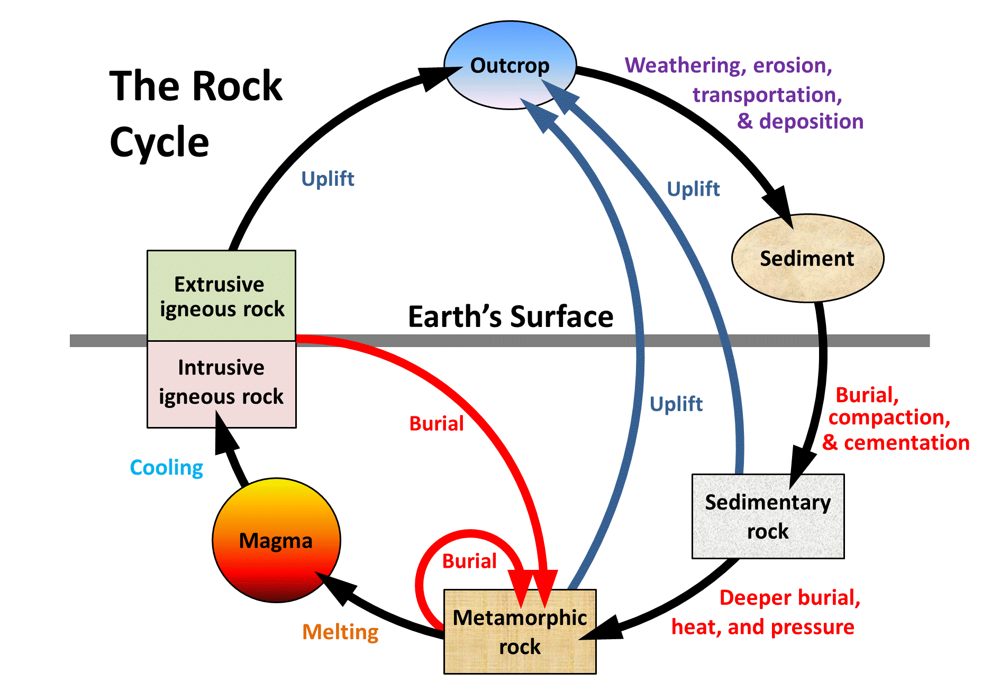 The Rock
Cycle
Outcrop
Weathering, erosion,
transportation,
& deposition
Uplift
Uplift
Sediment
Extrusive
igneous rock
Earth’s Surface
Intrusive
igneous rock
Burial
Uplift
Burial,
compaction,
& cementation
Cooling
Sedimentary
rock
Magma
Burial
Deeper burial,
heat, and pressure
Metamorphic
rock
Melting